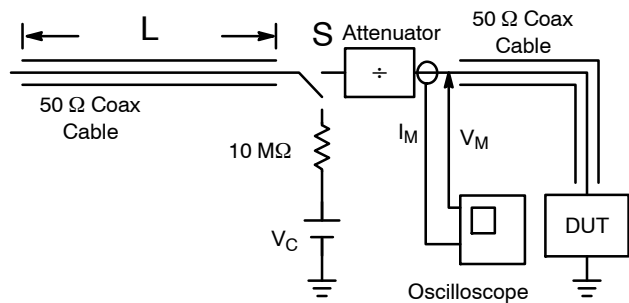 L
S
Attenuator
÷
50 Ω Coax
Cable
50 Ω Coax
Cable
10 MΩ
I_M
V_M
V_C
DUT
Oscilloscope